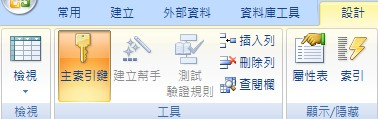 常用 建立 外部資料 資料庫工具 設計
檢視
主索引鍵
建立幫手
測試
驗證規則
插入列
刪除列
查閱欄
屬性表
索引
檢視 工具 顯示/隱藏